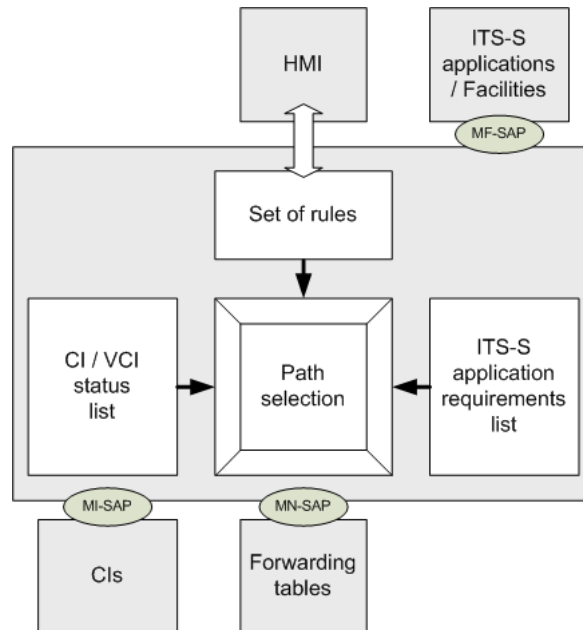 HMI
ITS-S
applications
/ Facilities
MF-SAP
Set of rules
CI / VCI
status
list
Path
selection
ITS-S
application
requirements
list
MI-SAP
MN-SAP
CIs
Forwarding
tables